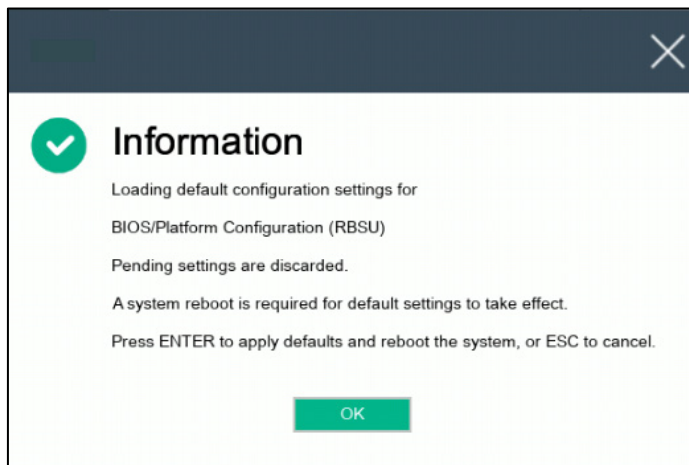 Information
Loading default configuration settings for
BIOS/Platform Configuration (RBSU)
Pending settings are discarded.
A system reboot is required for default settings to take effect.
Press ENTER to apply defaults and reboot the system, or ESC to cancel.
OK